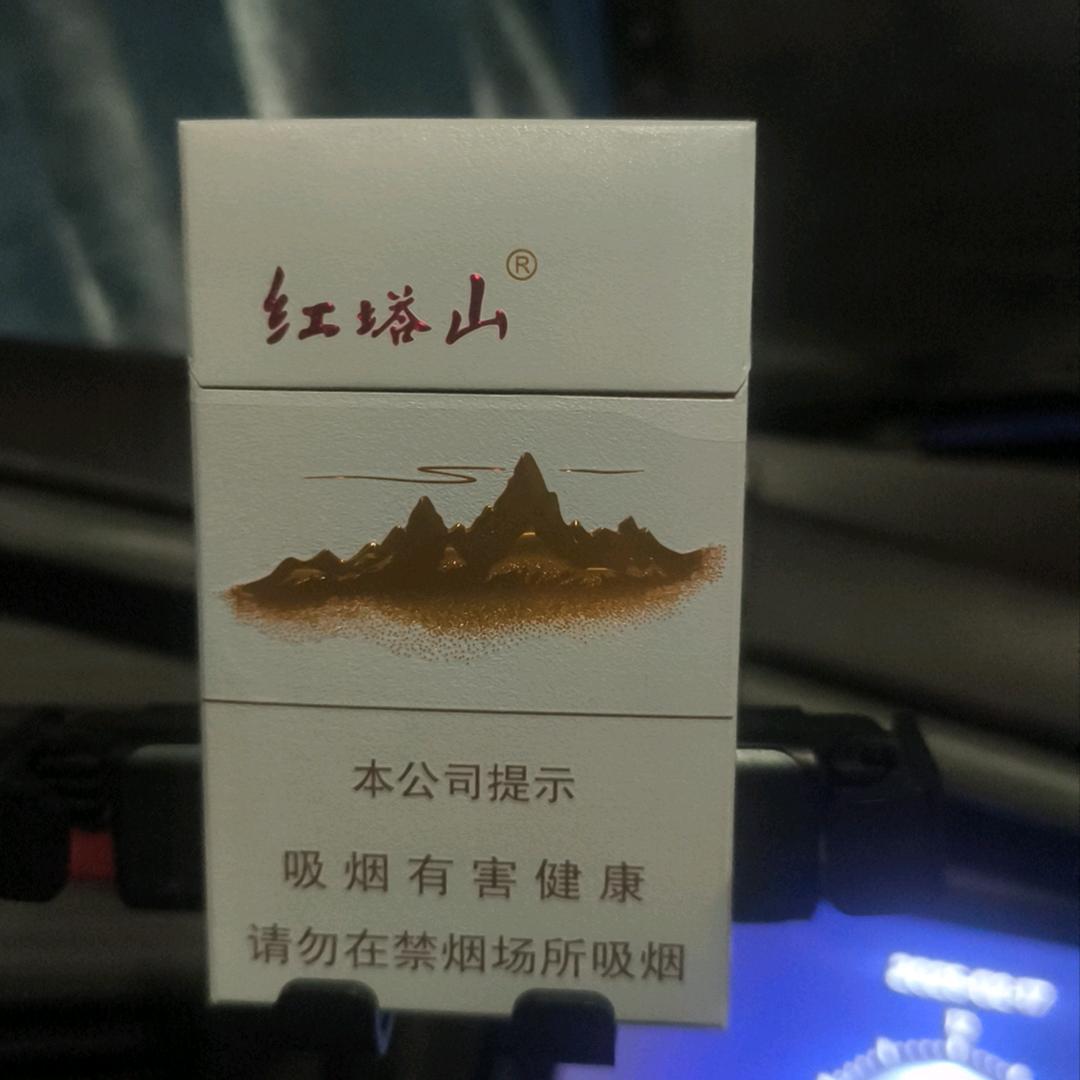 红塔山®
本公司提示
吸烟有害健康
请勿在禁烟场所吸烟